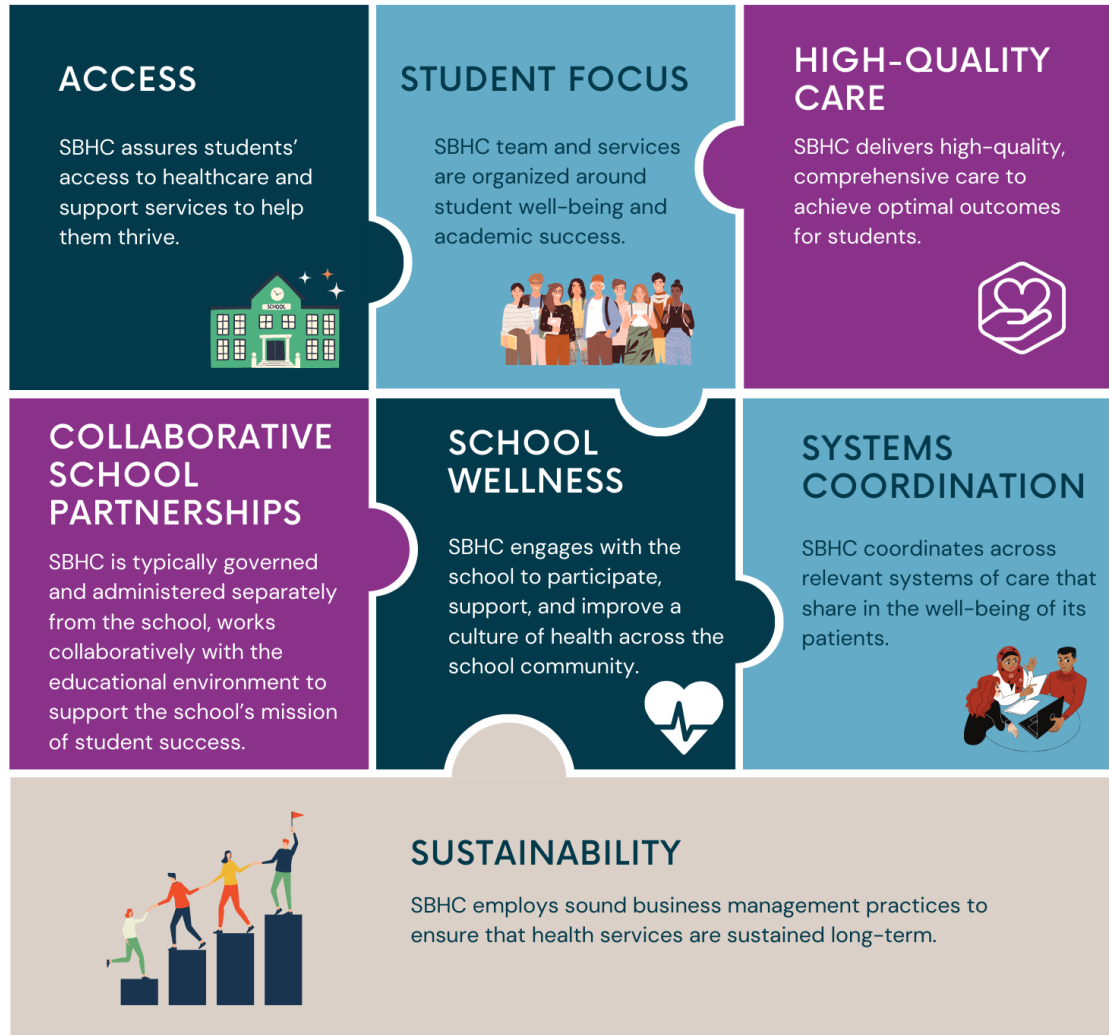 ACCESS
SBHC assures students’
access to healthcare and
support services to help
them thrive.
SCHOOL
STUDENT FOCUS
SBHC team and services
are organized around
student well-being and
academic success.
HIGH-QUALITY
CARE
SBHC delivers high-quality,
comprehensive care to
achieve optimal outcomes
for students.
COLLABORATIVE
SCHOOL
PARTNERSHIPS
SBHC is typically governed
and administered separately
from the school, works
collaboratively with the
educational environment to
support the school’s mission
of student success.
SCHOOL
WELLNESS
SBHC engages with the
school to participate,
support, and improve a
culture of health across the
school community.
SYSTEMS
COORDINATION
SBHC coordinates across
relevant systems of care that
share in the well-being of its
patients.
SUSTAINABILITY
SBHC employs sound business management practices to
ensure that health services are sustained long-term.